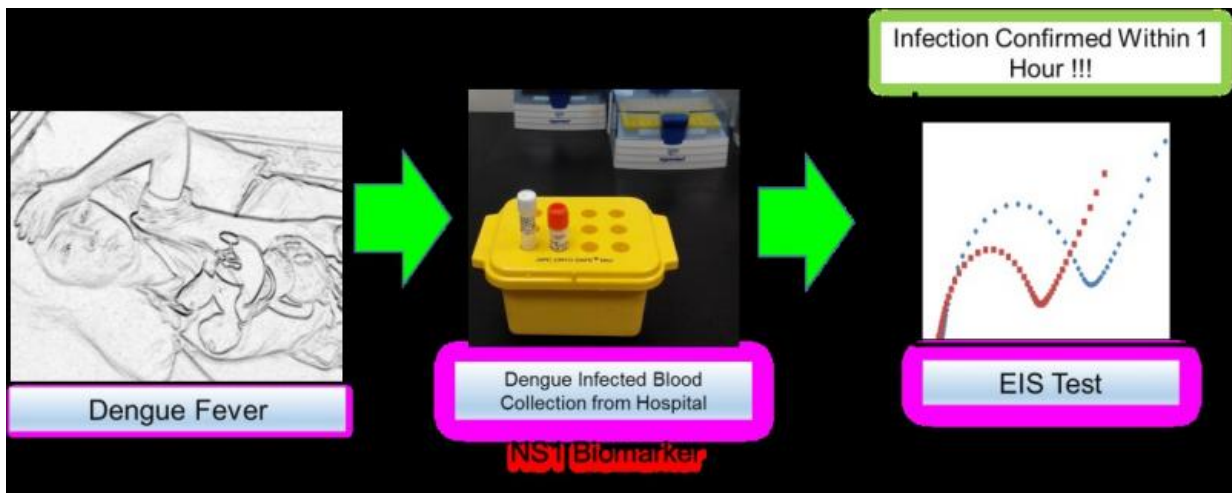 Infection Confirmed Within 1
Hour !!!
Dengue Fever
Dengue Infected Blood
Collection from Hospital
EIS Test
NS1 Biomarker